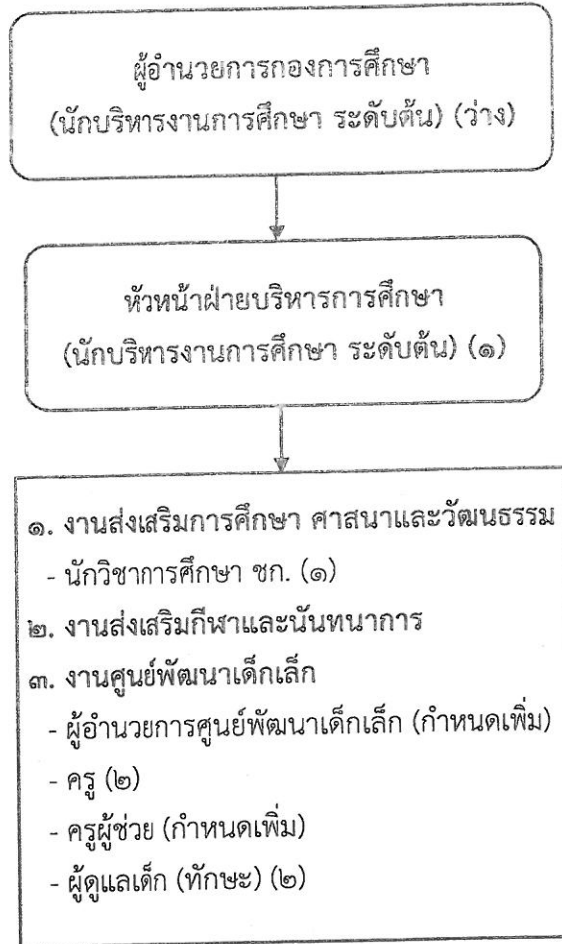 ผู้อำนวยการกองการศึกษา
(นักบริหารงานการศึกษา ระดับต้น) (ว่าง)
หัวหน้าฝ่ายบริหารการศึกษา
(นักบริหารงานการศึกษา ระดับต้น) (๑)
๑. งานส่งเสริมการศึกษา ศาสนาและวัฒนธรรม
- นักวิชาการศึกษา ชก. (๑)
๒. งานส่งเสริมกีฬาและนันทนาการ
๓. งานศูนย์พัฒนาเด็กเล็ก
- ผู้อำนวยการศูนย์พัฒนาเด็กเล็ก (กำหนดเพิ่ม)
- ครู (๒)
- ครูผู้ช่วย (กำหนดเพิ่ม)
- ผู้ดูแลเด็ก (ทักษะ) (๒)